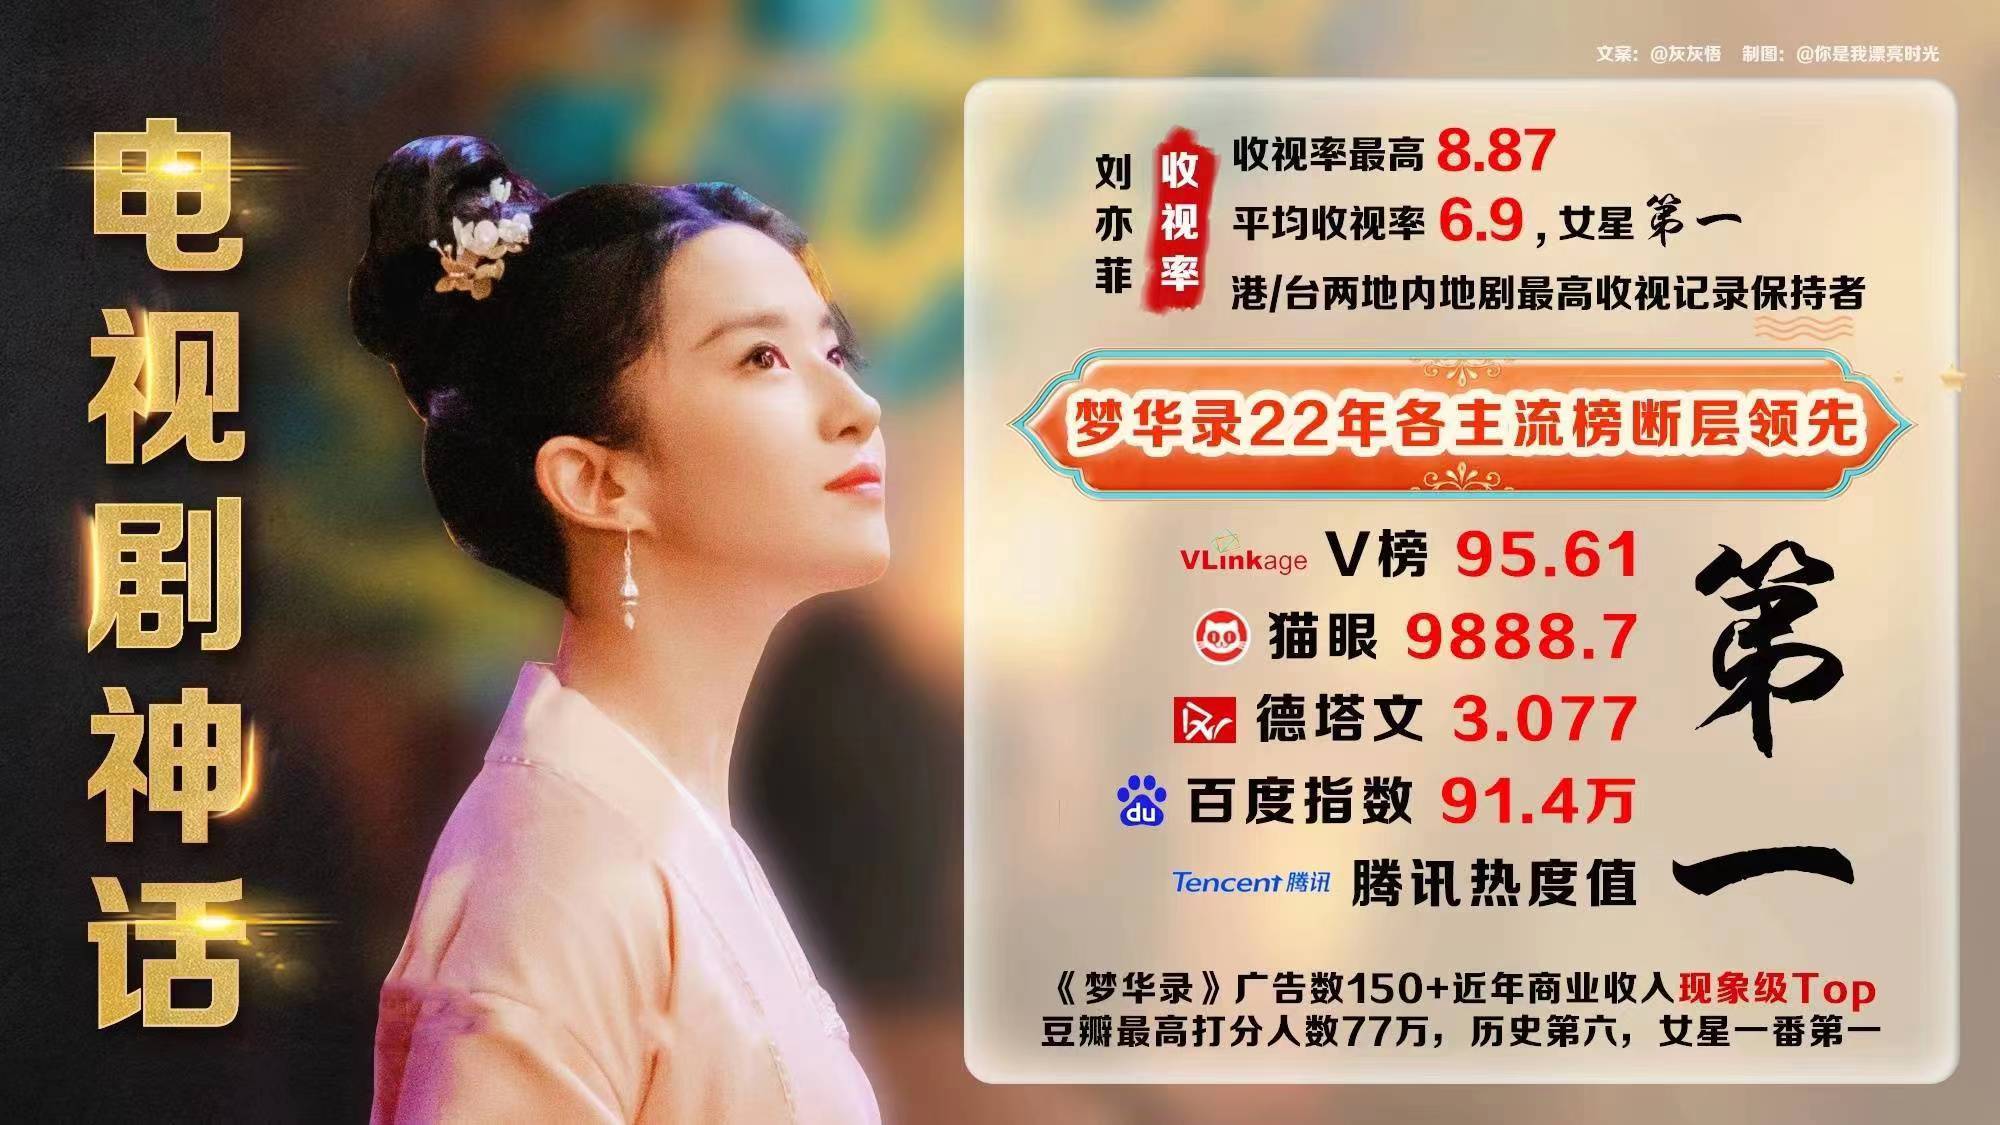 文案：@灰灰悟 制图：@你是我漂亮时光
电视剧神话
刘亦菲
收视率
收视率最高 8.87
平均收视率 6.9，女星第一
港/台两地内地剧最高收视记录保持者
梦华录22年各主流榜断层领先
VLinkage V榜 95.61
猫眼 9888.7
德塔文 3.077
du 百度指数 91.4万
Tencent 腾讯 腾讯热度值
第一
《梦华录》广告数150+近年商业收入现象级Top
豆瓣最高打分人数77万，历史第六，女星一番第一